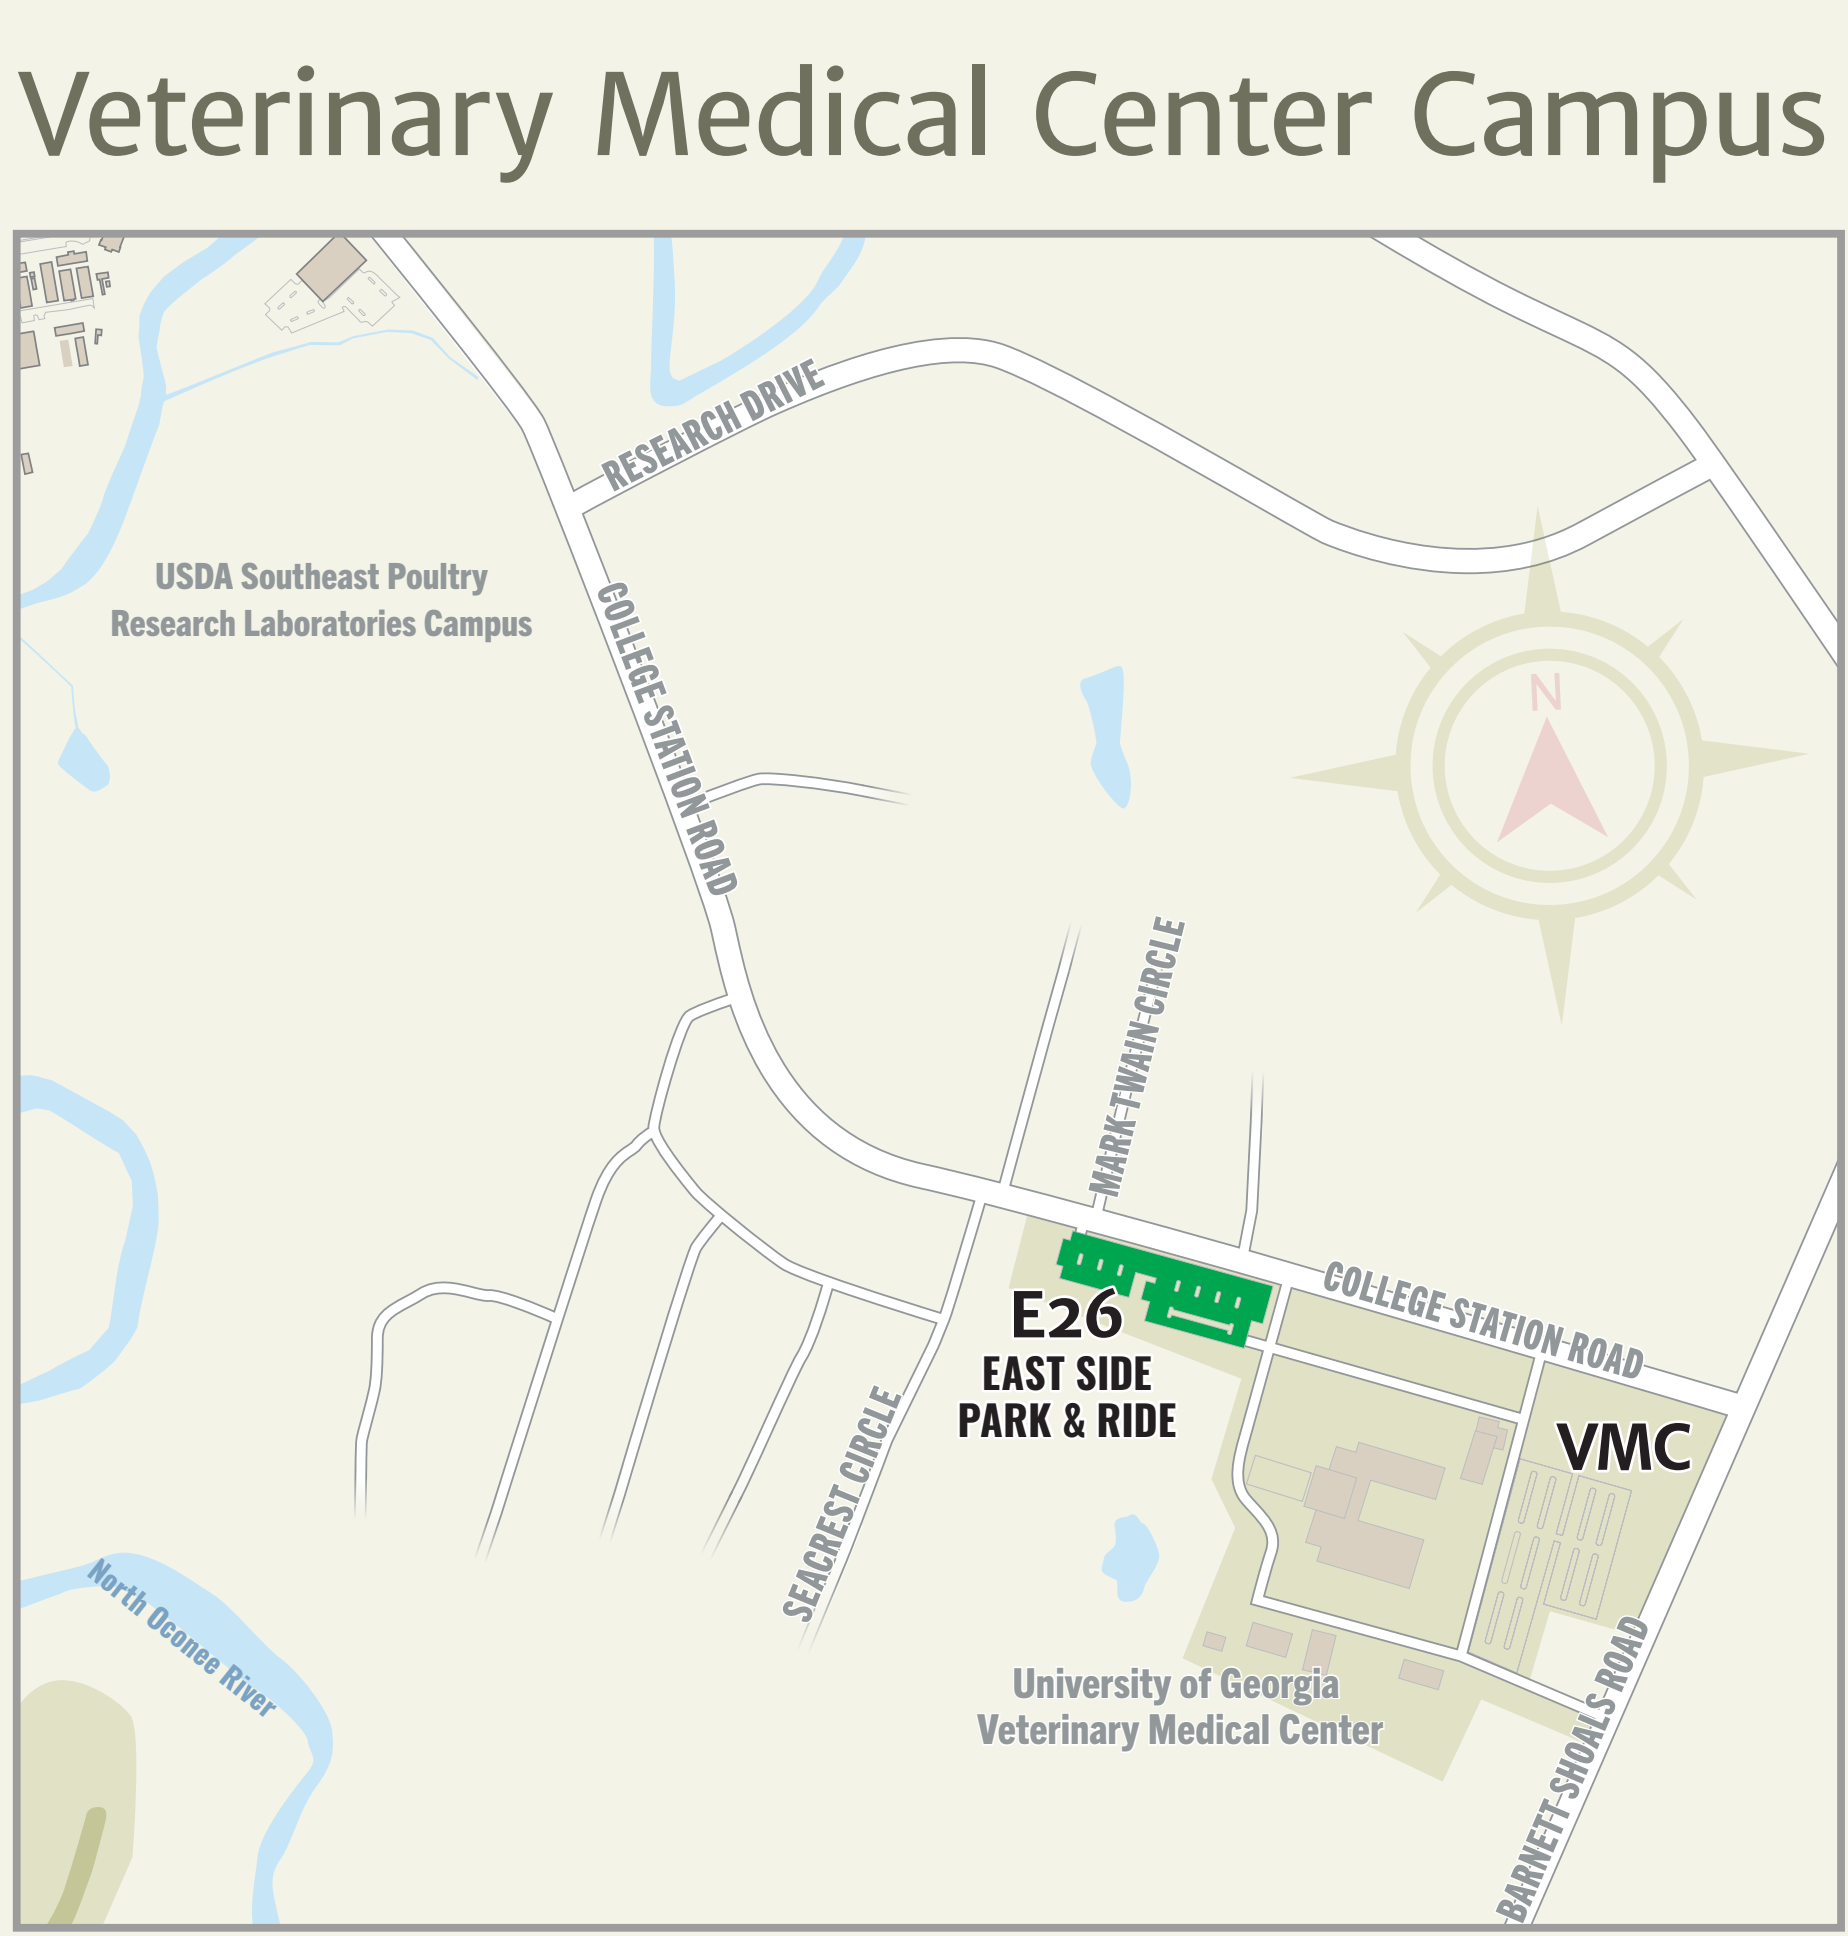 Veterinary Medical Center Campus
RESEARCH DRIVE
USDA Southeast Poultry
Research Laboratories Campus
COLLEGE STATION ROAD
N
MARK TWAIN CIRCLE
COLLEGE STATION ROAD
E26
EAST SIDE
PARK & RIDE
VMC
SEACREST CIRCLE
North Oconee River
University of Georgia
Veterinary Medical Center
BARNETT SHOALS ROAD